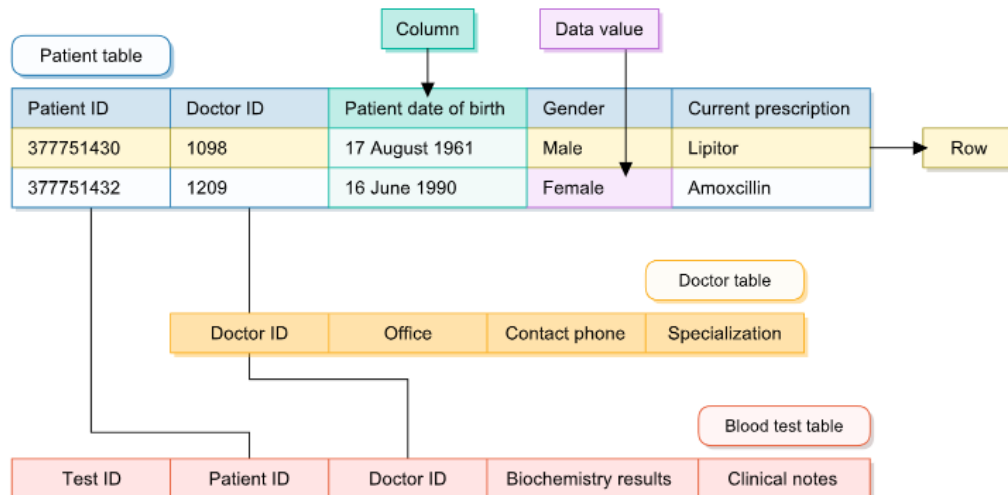 Column
Data value
Patient table
Patient ID Doctor ID Patient date of birth Gender Current prescription
377751430 1098 17 August 1961 Male Lipitor
Row
377751432 1209 16 June 1990 Female Amoxcillin
Doctor table
Doctor ID Office Contact phone Specialization
Blood test table
Test ID Patient ID Doctor ID Biochemistry results Clinical notes